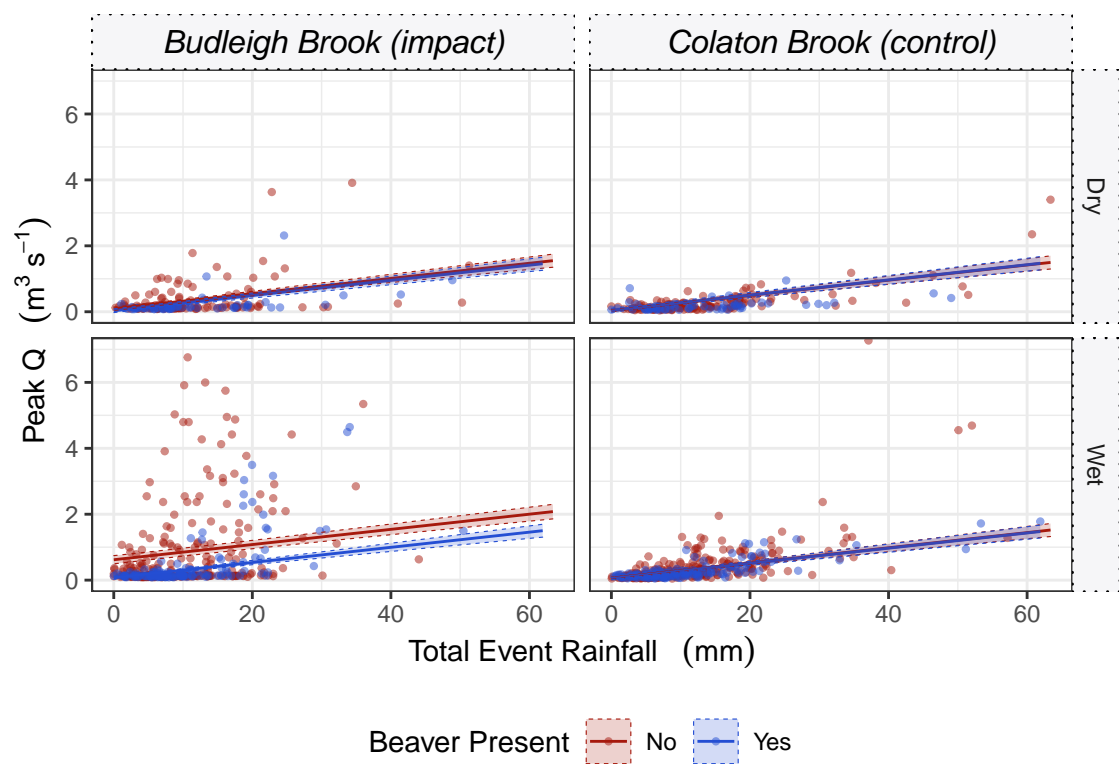 Budleigh Brook (impact)
Colaton Brook (control)
Peak Q (m³ s⁻¹)
6
4
2
0
Dry
6
4
2
0
Wet
0 20 40 60
0 20 40 60
Total Event Rainfall (mm)
Beaver Present No Yes